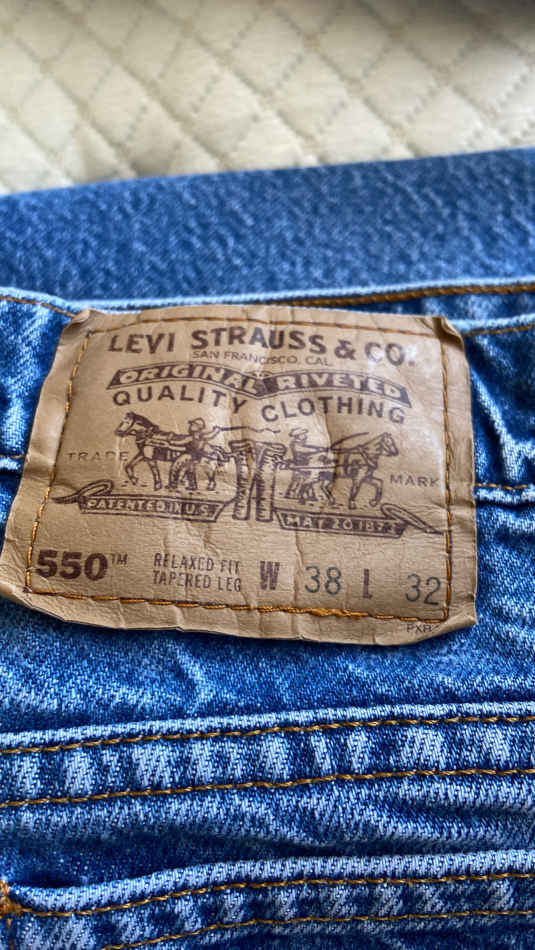 LEVI STRAUSS & CO.
SAN FRANCISCO, CAL.
ORIGINAL RIVETED
QUALITY CLOTHING
TRADE MARK
PATENTED IN U.S. MAY 20, 1873
550™ RELAXED FIT TAPERED LEG W 38 L 32
PXR